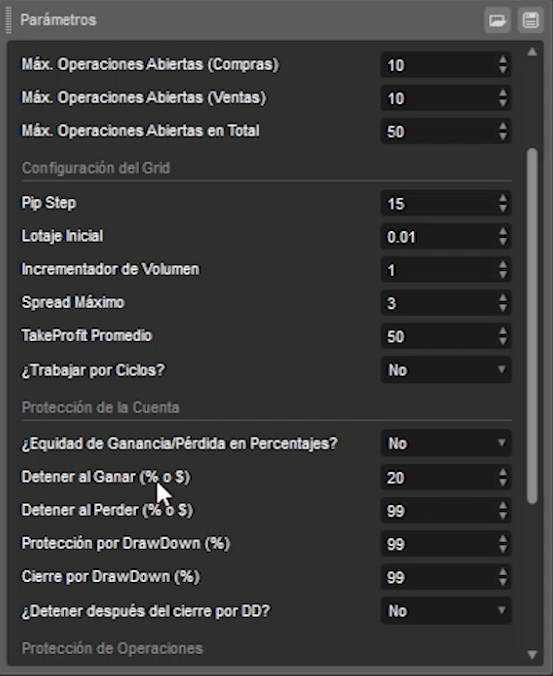 Parámetros
Máx. Operaciones Abiertas (Compras) 10
Máx. Operaciones Abiertas (Ventas) 10
Máx. Operaciones Abiertas en Total 50
Configuración del Grid
Pip Step 15
Lotaje Inicial 0.01
Incrementador de Volumen 1
Spread Máximo 3
TakeProfit Promedio 50
¿Trabajar por Ciclos? No
Protección de la Cuenta
¿Equidad de Ganancia/Pérdida en Percentajes? No
Detener al Ganar (% o $) 20
Detener al Perder (% o $) 99
Protección por DrawDown (%) 99
Cierre por DrawDown (%) 99
¿Detener después del cierre por DD? No
Protección de Operaciones